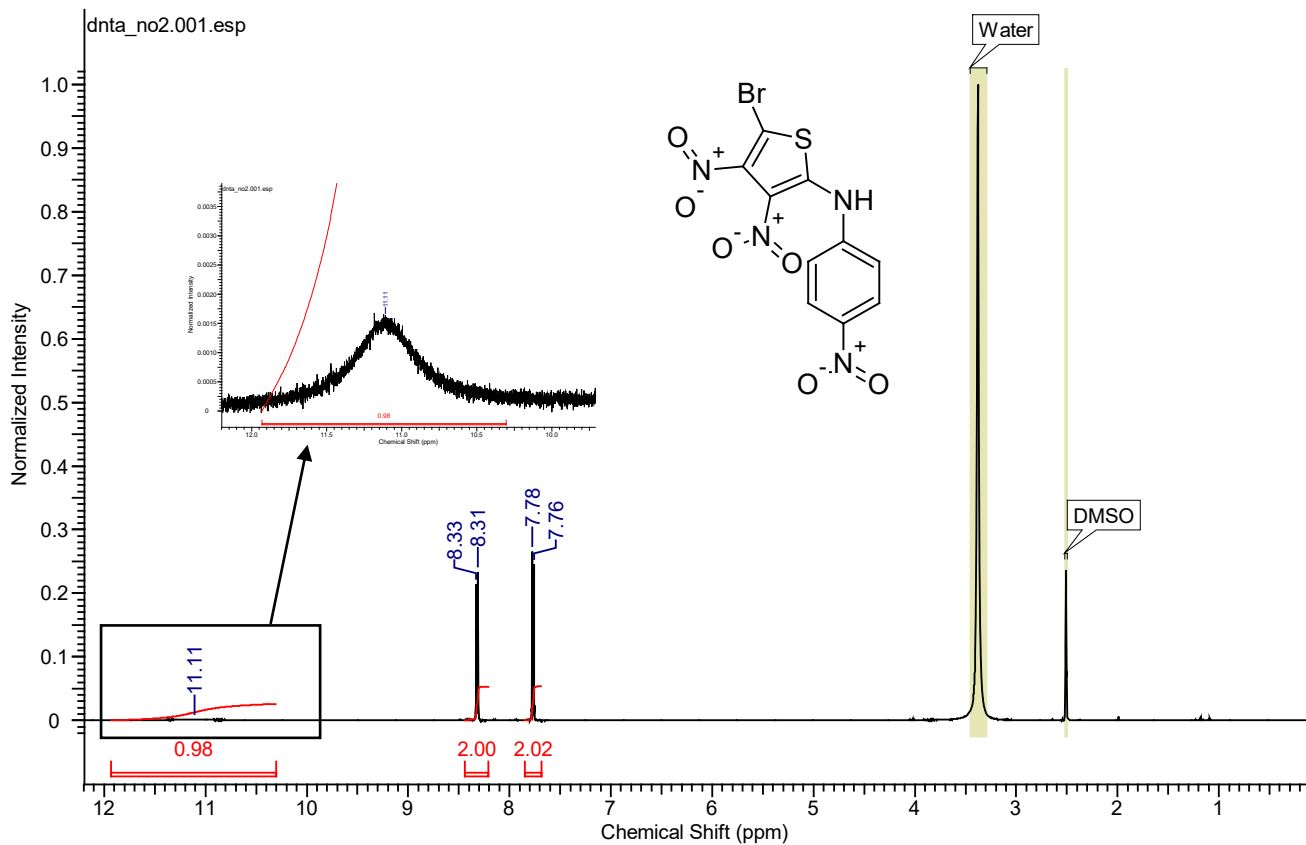 dnta_no2.001.esp
Water
DMSO
Br
S
NH
O
N
+
O
-
N
+
O
-
O
N
+
O
-
O
dnta_no2.001.esp
0.0035
0.0030
0.0025
0.0020
0.0015
0.0010
0.0005
0
Normalized Intensity
11.11
0.98
12.0 11.5 11.0 10.5 10.0
Chemical Shift (ppm)
1.0
0.9
0.8
0.7
0.6
0.5
0.4
0.3
0.2
0.1
0
Normalized Intensity
11.11
8.33
8.31
7.78
7.76
0.98 2.00 2.02
12 11 10 9 8 7 6 5 4 3 2 1
Chemical Shift (ppm)